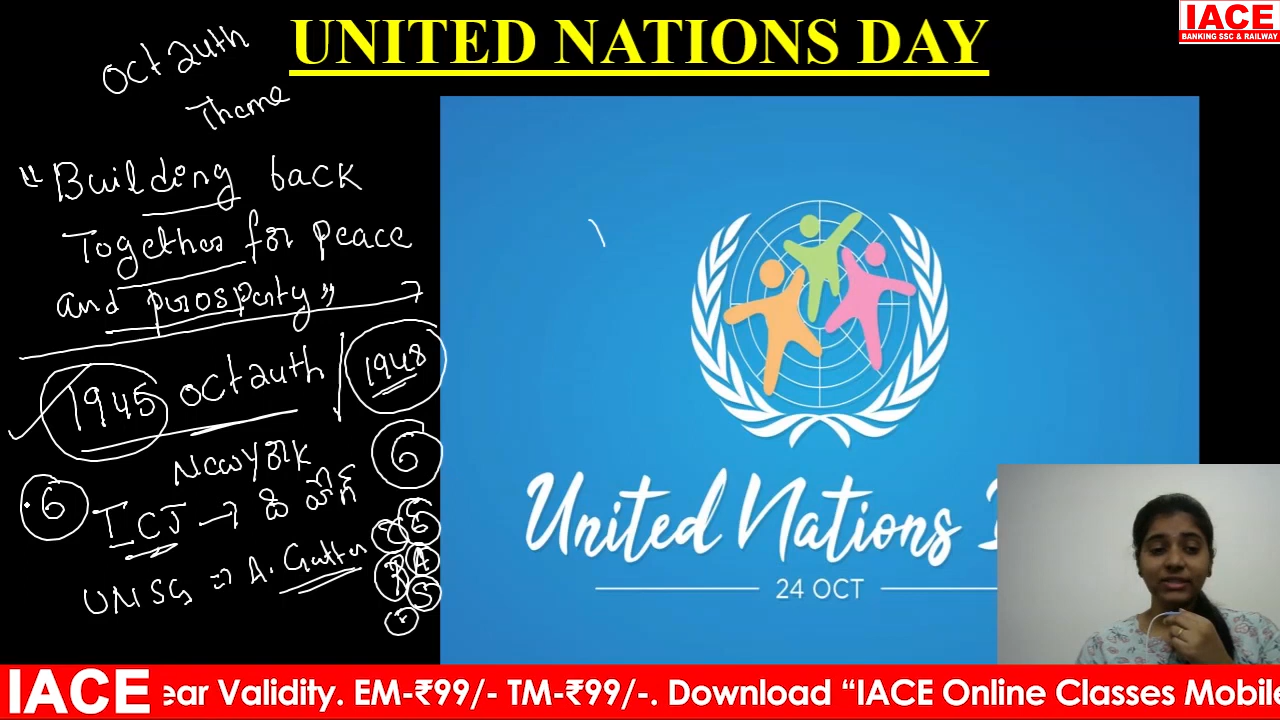 UNITED NATIONS DAY
IACE
BANKING SSC & RAILWAY
Oct 24th
Theme
"Building back
Together for peace
and prosperity"
1945 Oct 24th / 1948
New York
6
6
ICJ → ది హేగ్
UNSG → A. Gutters
E
C
A
R
S
United Nations
24 OCT
IACE ear Validity. EM-₹99/- TM-₹99/-. Download “IACE Online Classes Mobile